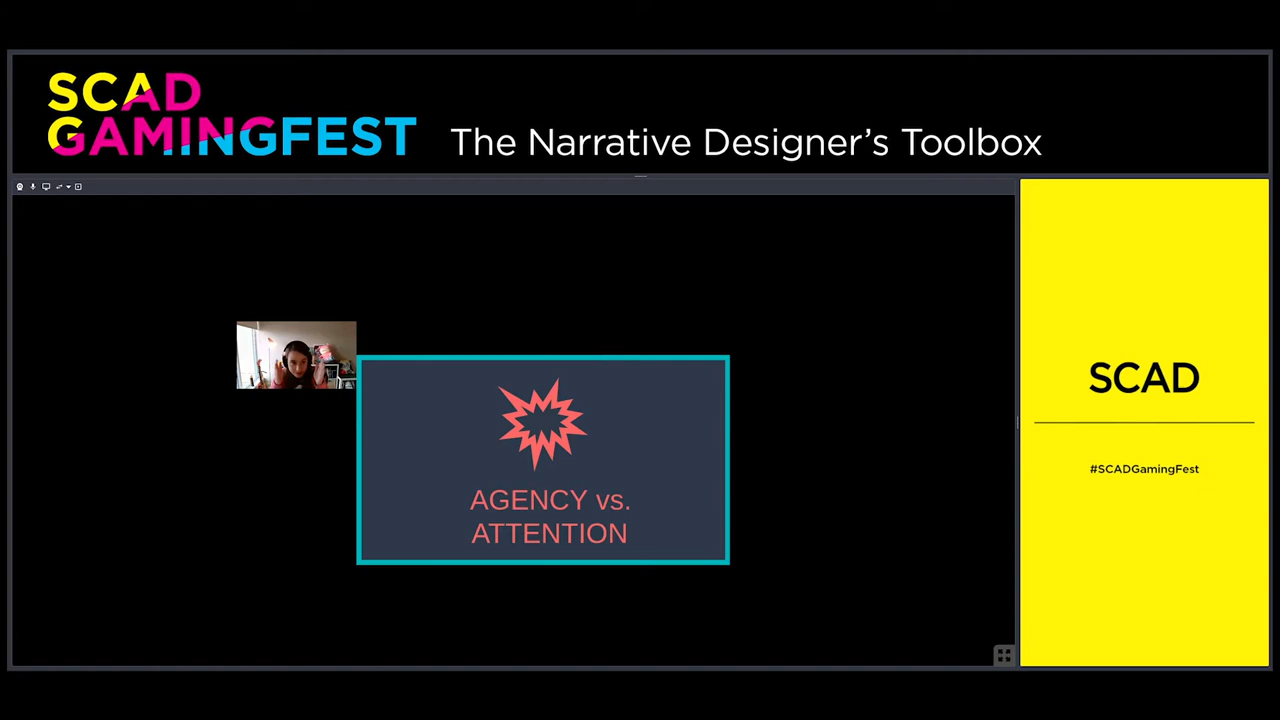 SCAD
GAMINGFEST
The Narrative Designer's Toolbox
AGENCY vs.
ATTENTION
SCAD
#SCADGamingFest